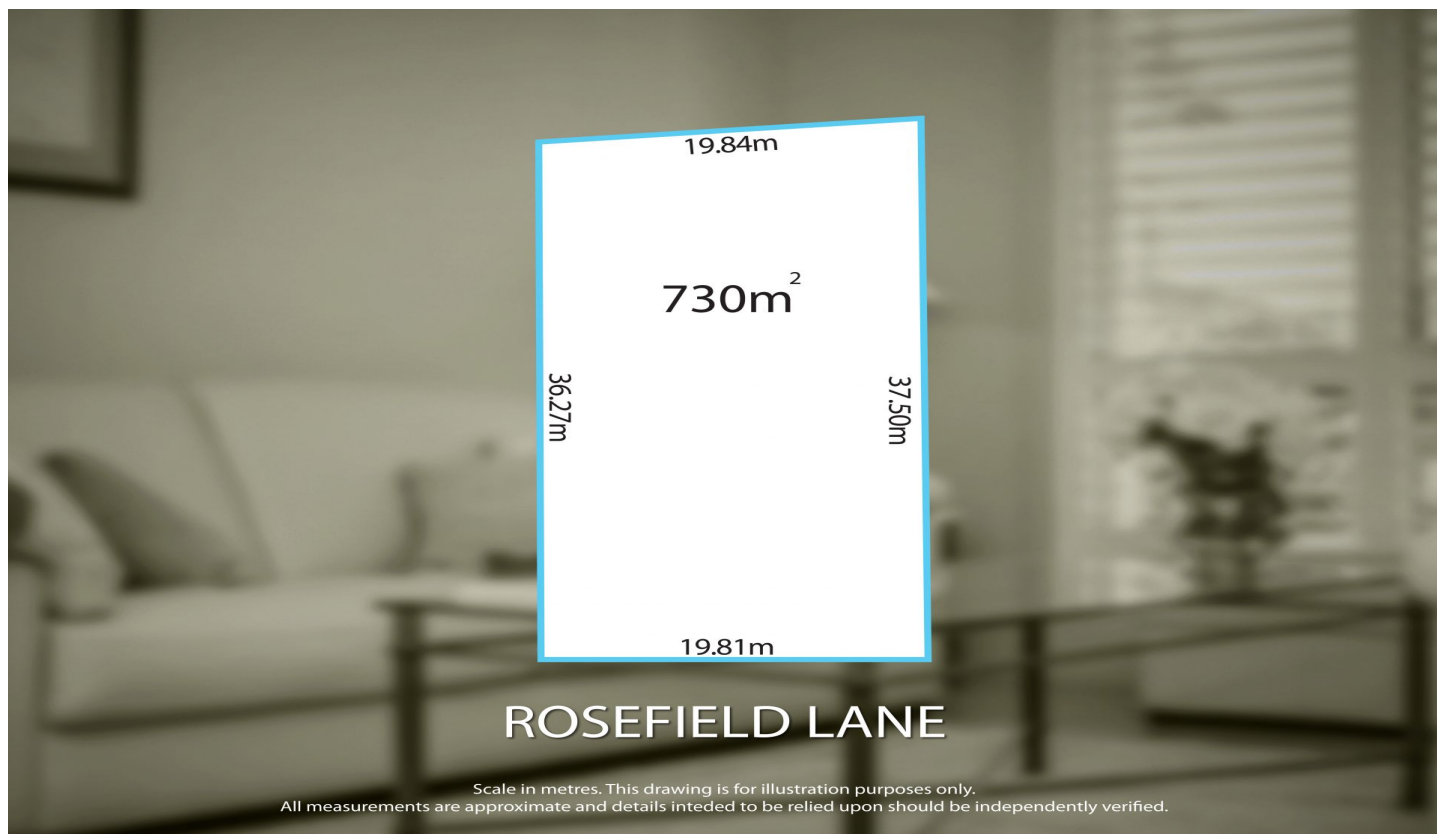 19.84m
730m²
36.27m
37.50m
19.81m
ROSEFIELD LANE
Scale in metres. This drawing is for illustration purposes only.
All measurements are approximate and details inteded to be relied upon should be independently verified.